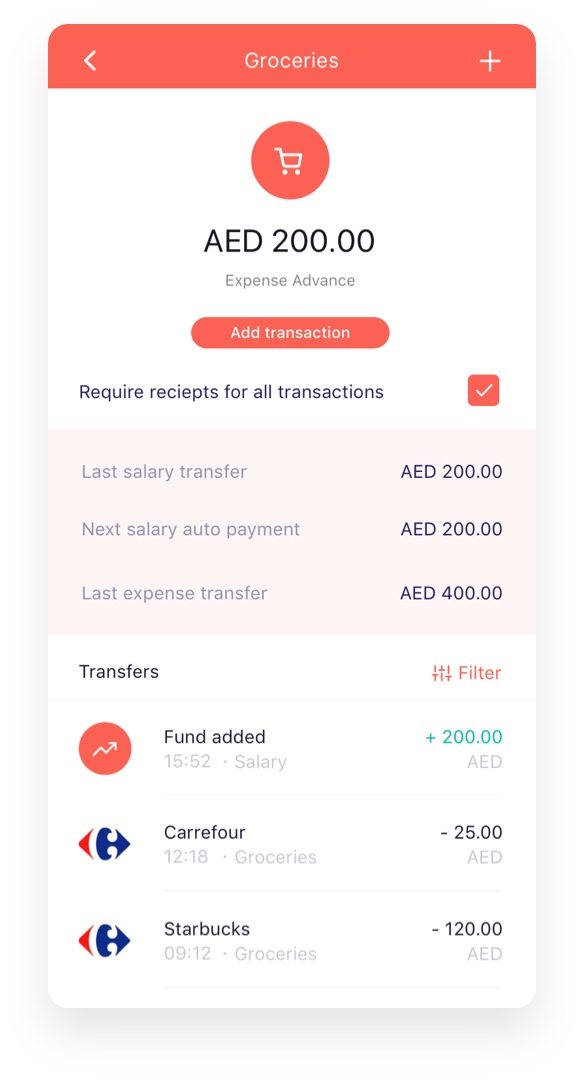 Groceries
AED 200.00
Expense Advance
Add transaction
Require reciepts for all transactions
Last salary transfer AED 200.00
Next salary auto payment AED 200.00
Last expense transfer AED 400.00
Transfers Filter
Fund added + 200.00
15:52 · Salary AED
Carrefour - 25.00
12:18 · Groceries AED
Starbucks - 120.00
09:12 · Groceries AED